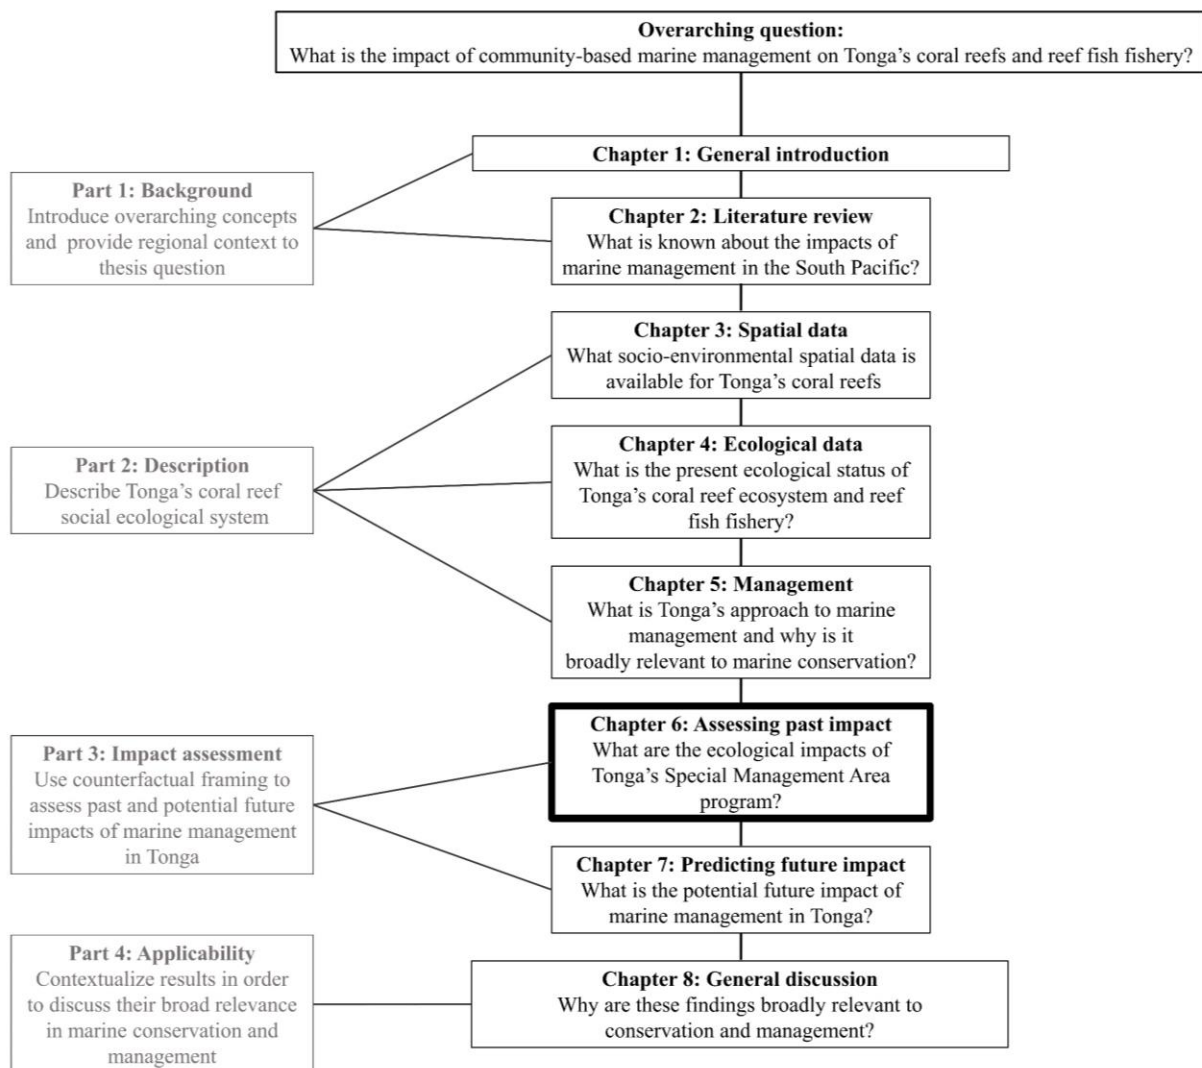 Overarching question:
What is the impact of community-based marine management on Tonga's coral reefs and reef fish fishery?
Chapter 1: General introduction
Part 1: Background
Introduce overarching concepts
and provide regional context to
thesis question
Chapter 2: Literature review
What is known about the impacts of
marine management in the South Pacific?
Chapter 3: Spatial data
What socio-environmental spatial data is
available for Tonga's coral reefs
Part 2: Description
Describe Tonga's coral reef
social ecological system
Chapter 4: Ecological data
What is the present ecological status of
Tonga's coral reef ecosystem and reef
fish fishery?
Chapter 5: Management
What is Tonga's approach to marine
management and why is it
broadly relevant to marine conservation?
Part 3: Impact assessment
Use counterfactual framing to
assess past and potential future
impacts of marine management
in Tonga
Chapter 6: Assessing past impact
What are the ecological impacts of
Tonga's Special Management Area
program?
Chapter 7: Predicting future impact
What is the potential future impact of
marine management in Tonga?
Part 4: Applicability
Contextualize results in order
to discuss their broad relevance
in marine conservation and
management
Chapter 8: General discussion
Why are these findings broadly relevant to
conservation and management?